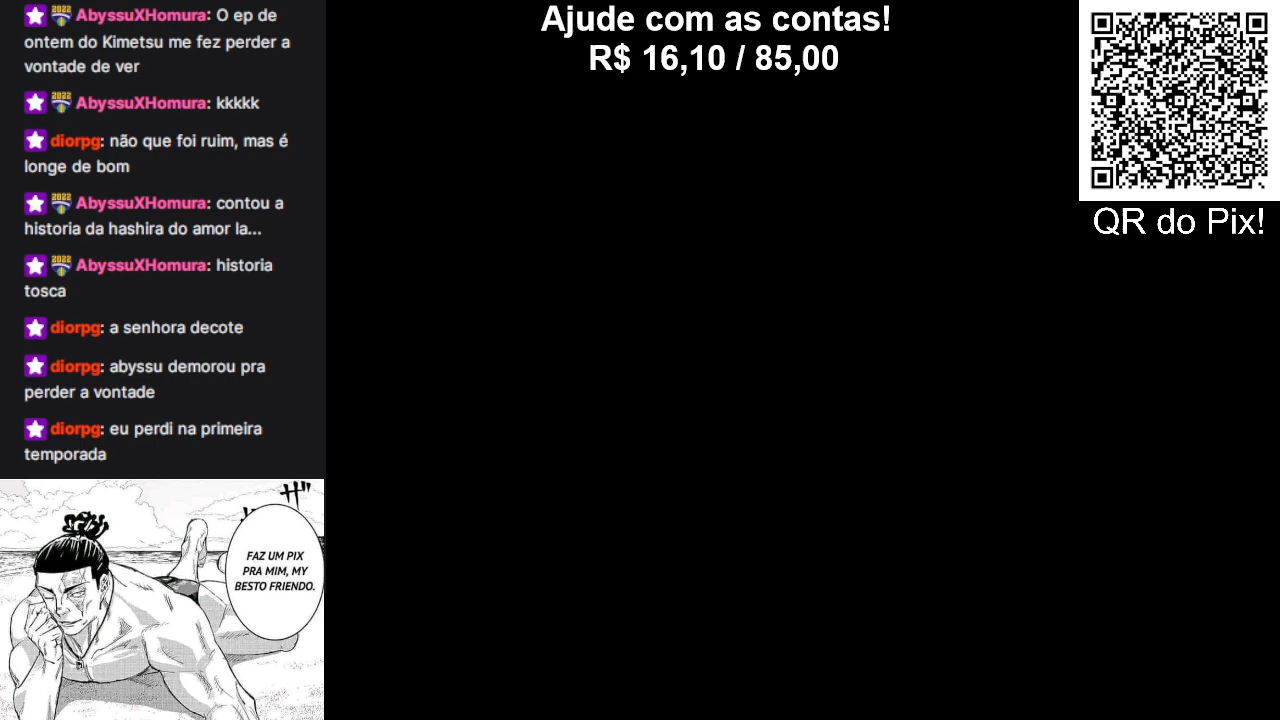 AbyssuXHomura: O ep de
ontem do Kimetsu me fez perder a
vontade de ver
AbyssuXHomura: kkkkk
diorpg: não que foi ruim, mas é
longe de bom
AbyssuXHomura: contou a
historia da hashira do amor la...
AbyssuXHomura: historia
tosca
diorpg: a senhora decote
diorpg: abyssu demorou pra
perder a vontade
diorpg: eu perdi na primeira
temporada
FAZ UM PIX
PRA MIM, MY
BESTO FRIENDO.
Ajude com as contas!
R$ 16,10 / 85,00
QR do Pix!